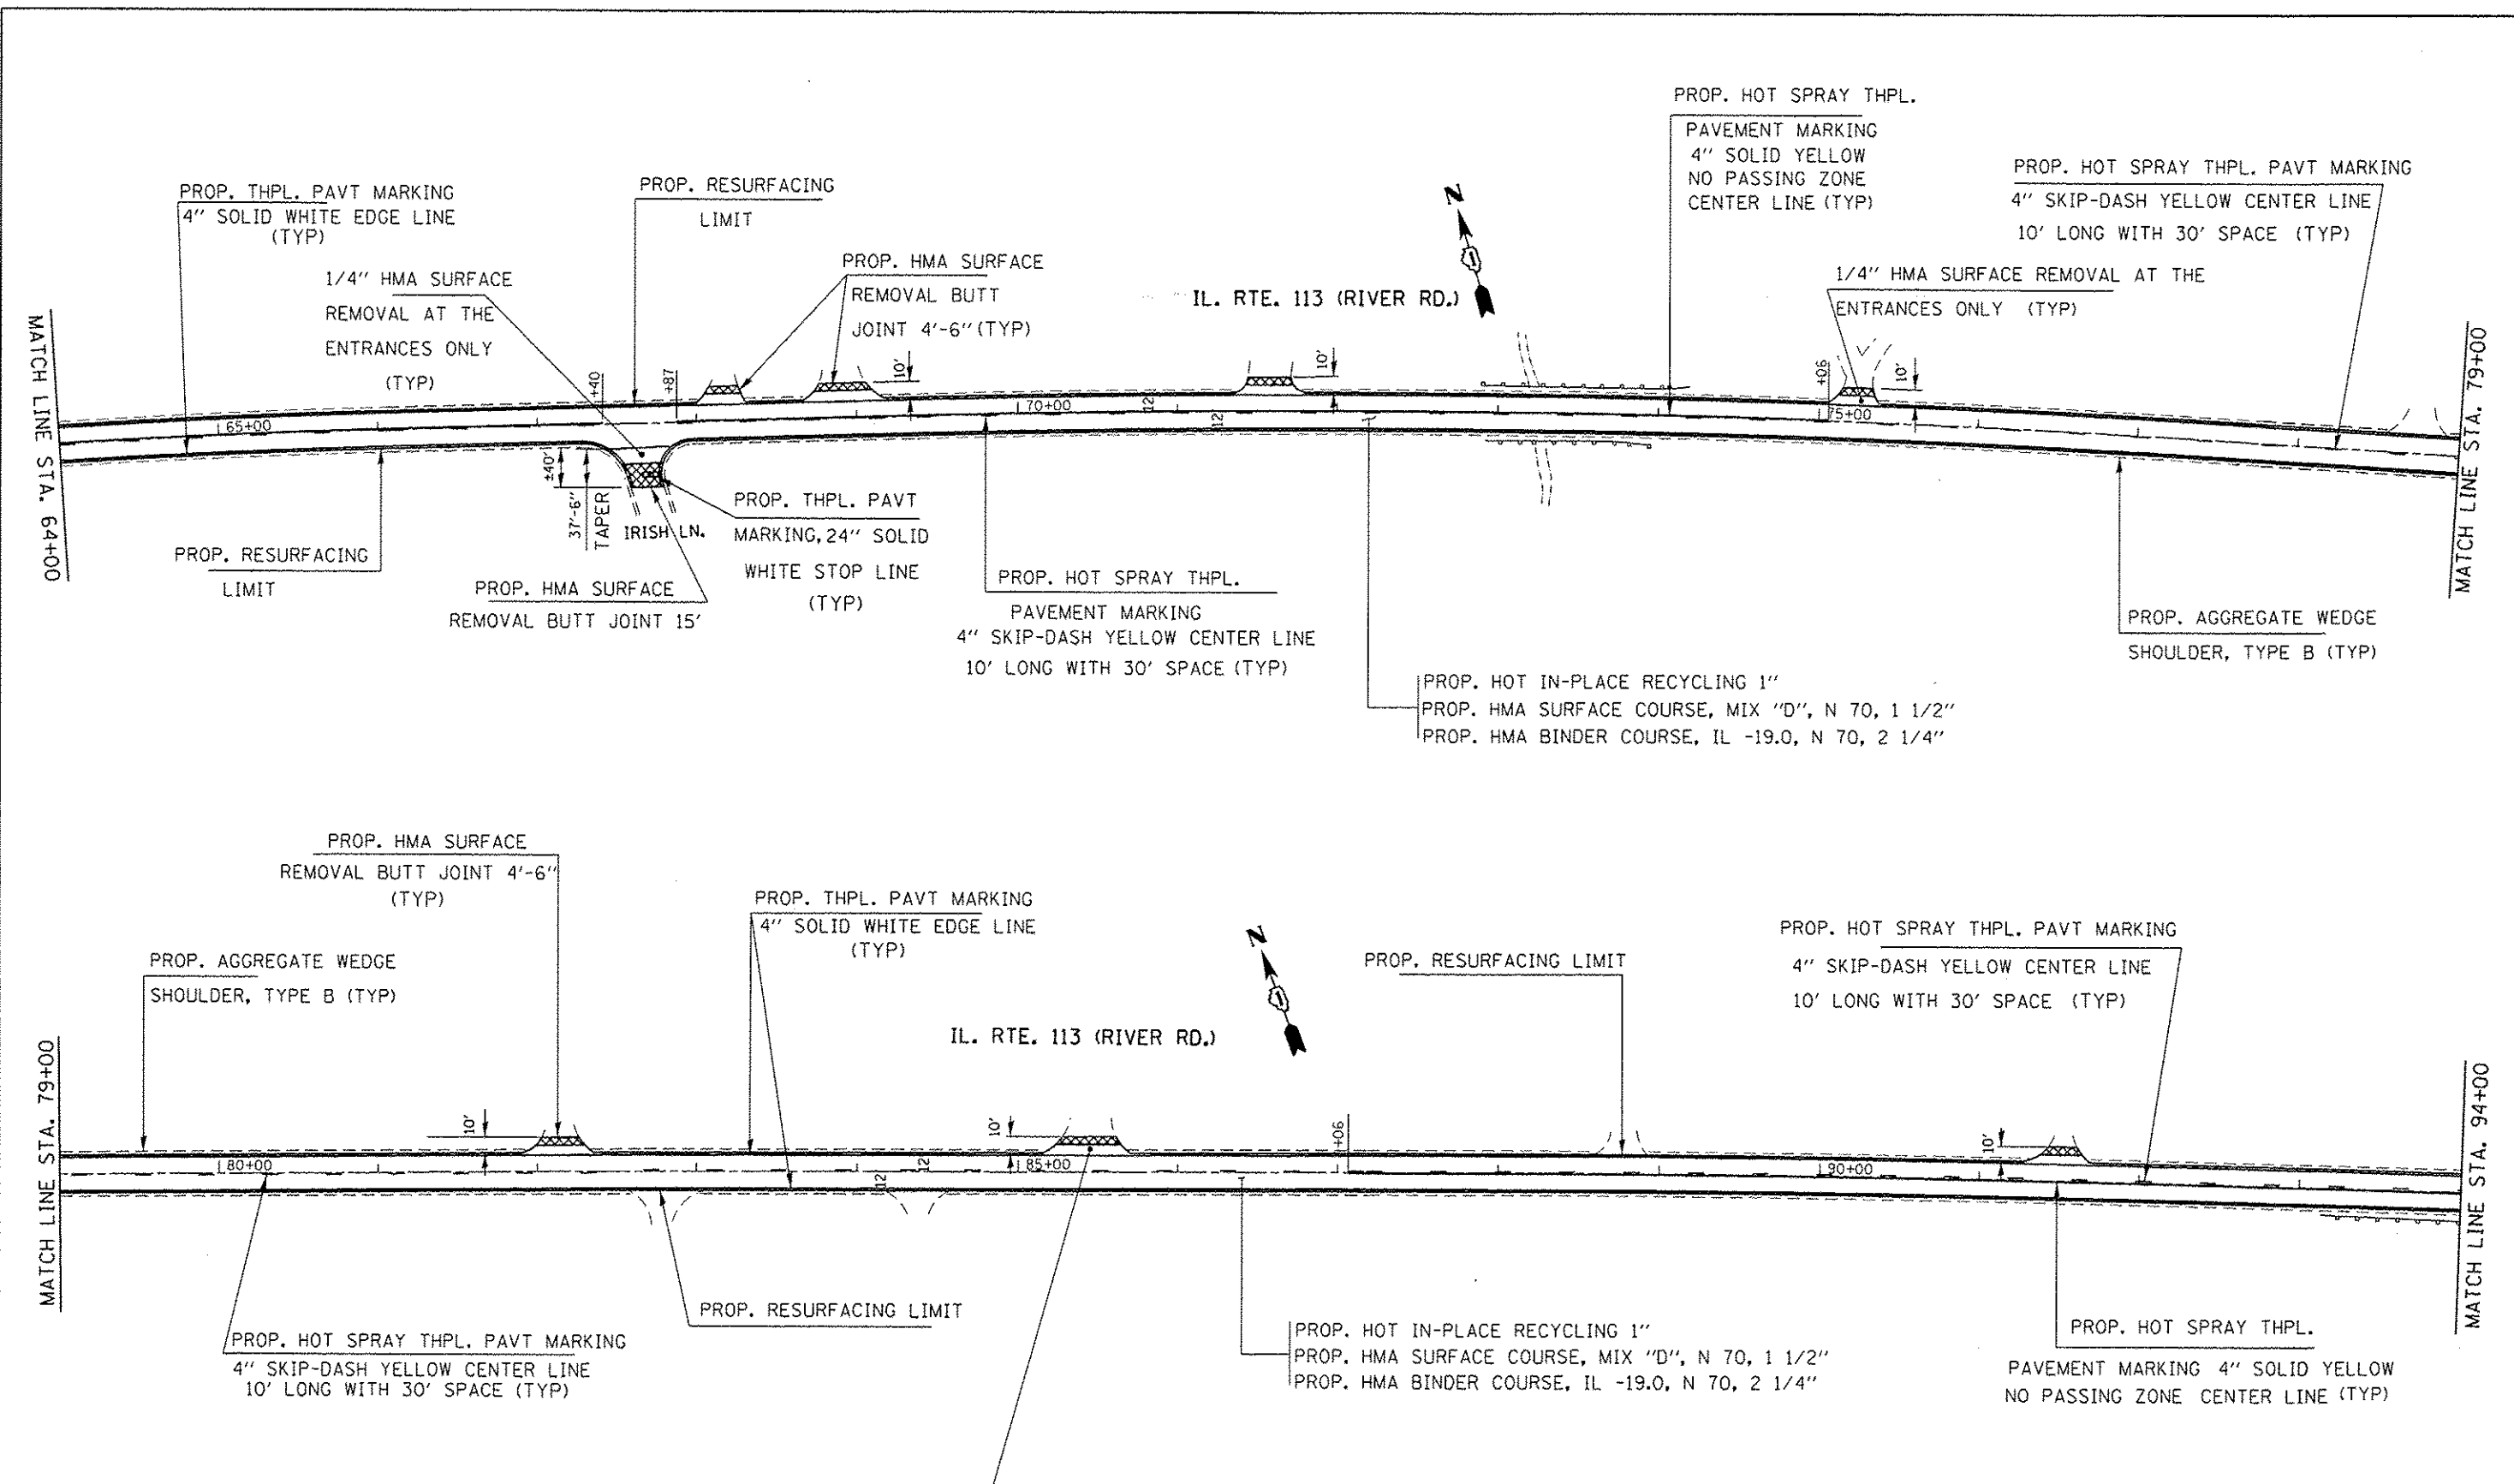 PROP. HOT SPRAY THPL.
PAVEMENT MARKING
4" SOLID YELLOW
NO PASSING ZONE
CENTER LINE (TYP)
PROP. HOT SPRAY THPL. PAVT MARKING
4" SKIP-DASH YELLOW CENTER LINE
10' LONG WITH 30' SPACE (TYP)
PROP. THPL. PAVT MARKING
4" SOLID WHITE EDGE LINE
(TYP)
PROP. RESURFACING
LIMIT
1/4" HMA SURFACE
REMOVAL AT THE
ENTRANCES ONLY
(TYP)
PROP. HMA SURFACE
REMOVAL BUTT
JOINT 4'-6" (TYP)
N
IL. RTE. 113 (RIVER RD.)
1/4" HMA SURFACE REMOVAL AT THE
ENTRANCES ONLY (TYP)
MATCH LINE STA. 64+00
+40
+87
10'
10'
+06
10'
MATCH LINE STA. 79+00
65+00
70+00
12
12
75+00
±40'
37'-6"
TAPER
IRISH LN.
PROP. THPL. PAVT
MARKING, 24" SOLID
WHITE STOP LINE
(TYP)
PROP. RESURFACING
LIMIT
PROP. HMA SURFACE
REMOVAL BUTT JOINT 15'
PROP. HOT SPRAY THPL.
PAVEMENT MARKING
4" SKIP-DASH YELLOW CENTER LINE
10' LONG WITH 30' SPACE (TYP)
PROP. AGGREGATE WEDGE
SHOULDER, TYPE B (TYP)
PROP. HOT IN-PLACE RECYCLING 1"
PROP. HMA SURFACE COURSE, MIX "D", N 70, 1 1/2"
PROP. HMA BINDER COURSE, IL -19.0, N 70, 2 1/4"
PROP. HMA SURFACE
REMOVAL BUTT JOINT 4'-6"
(TYP)
PROP. THPL. PAVT MARKING
4" SOLID WHITE EDGE LINE
(TYP)
PROP. AGGREGATE WEDGE
SHOULDER, TYPE B (TYP)
N
IL. RTE. 113 (RIVER RD.)
PROP. RESURFACING LIMIT
PROP. HOT SPRAY THPL. PAVT MARKING
4" SKIP-DASH YELLOW CENTER LINE
10' LONG WITH 30' SPACE (TYP)
MATCH LINE STA. 79+00
10'
10'
+06
10'
MATCH LINE STA. 94+00
80+00
12
12
85+00
90+00
PROP. RESURFACING LIMIT
PROP. HOT SPRAY THPL. PAVT MARKING
4" SKIP-DASH YELLOW CENTER LINE
10' LONG WITH 30' SPACE (TYP)
PROP. HOT IN-PLACE RECYCLING 1"
PROP. HMA SURFACE COURSE, MIX "D", N 70, 1 1/2"
PROP. HMA BINDER COURSE, IL -19.0, N 70, 2 1/4"
PROP. HOT SPRAY THPL.
PAVEMENT MARKING 4" SOLID YELLOW
NO PASSING ZONE CENTER LINE (TYP)